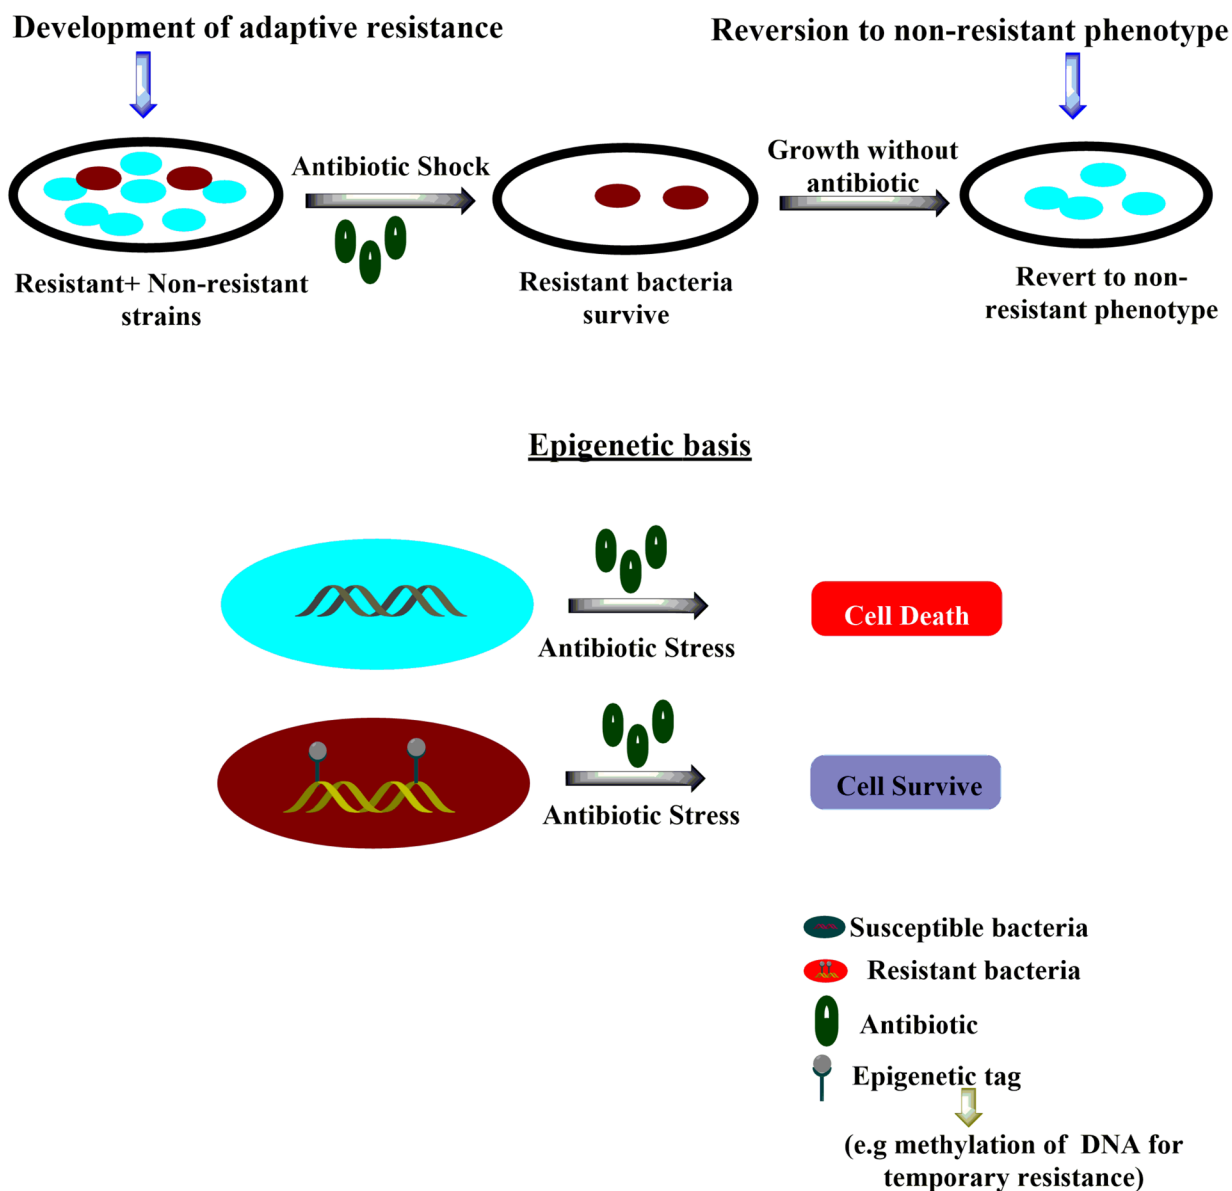 Development of adaptive resistance
Reversion to non-resistant phenotype
Antibiotic Shock
Growth without
antibiotic
Resistant+ Non-resistant
strains
Resistant bacteria
survive
Revert to non-
resistant phenotype
Epigenetic basis
Antibiotic Stress
Cell Death
Antibiotic Stress
Cell Survive
Susceptible bacteria
Resistant bacteria
Antibiotic
Epigenetic tag
(e.g methylation of DNA for
temporary resistance)